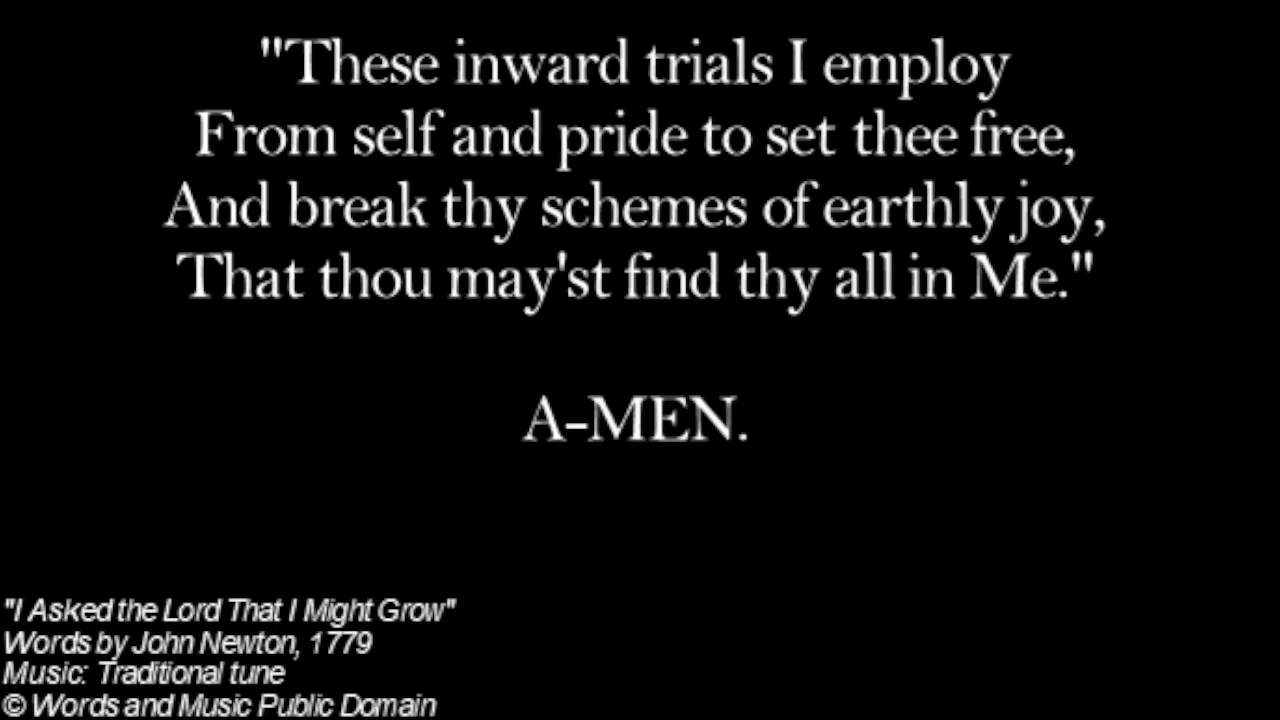 "These inward trials I employ
From self and pride to set thee free,
And break thy schemes of earthly joy,
That thou may'st find thy all in Me."
A-MEN.
"I Asked the Lord That I Might Grow"
Words by John Newton, 1779
Music: Traditional tune
© Words and Music Public Domain